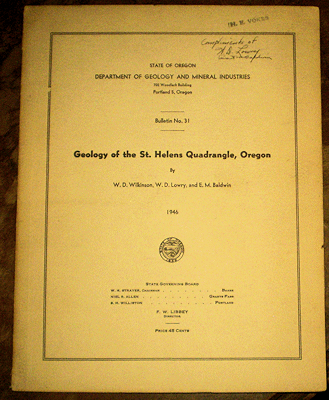 Compliments of
W. D. Lowry
STATE OF OREGON
DEPARTMENT OF GEOLOGY AND MINERAL INDUSTRIES
702 Woodlark Building
Portland 5, Oregon
Bulletin No. 31
Geology of the St. Helens Quadrangle, Oregon
By
W. D. Wilkinson, W. D. Lowry, and E. M. Baldwin
1946
STATE GOVERNING BOARD
W. H. STRAYER, CHAIRMAN . . . . . . . . . BAKER
NIEL R. ALLEN . . . . . . . . . . GRANTS PASS
S. H. WILLISTON . . . . . . . . . . PORTLAND
F. W. LIBBEY
DIRECTOR
PRICE 45 CENTS